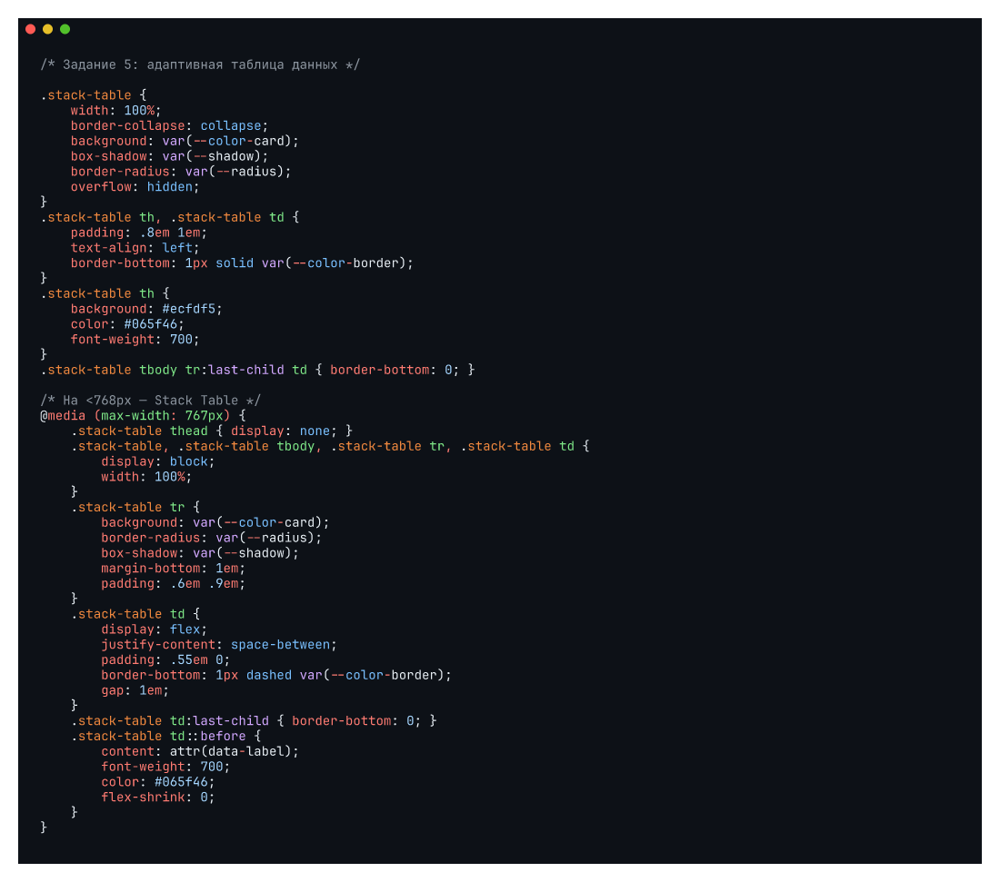 /* Задание 5: адаптивная таблица данных */

.stack-table {
    width: 100%;
    border-collapse: collapse;
    background: var(--color-card);
    box-shadow: var(--shadow);
    border-radius: var(--radius);
    overflow: hidden;
}
.stack-table th, .stack-table td {
    padding: .8em 1em;
    text-align: left;
    border-bottom: 1px solid var(--color-border);
}
.stack-table th {
    background: #ecfdf5;
    color: #065f46;
    font-weight: 700;
}
.stack-table tbody tr:last-child td { border-bottom: 0; }

/* На <768px — Stack Table */
@media (max-width: 767px) {
    .stack-table thead { display: none; }
    .stack-table, .stack-table tbody, .stack-table tr, .stack-table td {
        display: block;
        width: 100%;
    }
    .stack-table tr {
        background: var(--color-card);
        border-radius: var(--radius);
        box-shadow: var(--shadow);
        margin-bottom: 1em;
        padding: .6em .9em;
    }
    .stack-table td {
        display: flex;
        justify-content: space-between;
        padding: .55em 0;
        border-bottom: 1px dashed var(--color-border);
        gap: 1em;
    }
    .stack-table td:last-child { border-bottom: 0; }
    .stack-table td::before {
        content: attr(data-label);
        font-weight: 700;
        color: #065f46;
        flex-shrink: 0;
    }
}